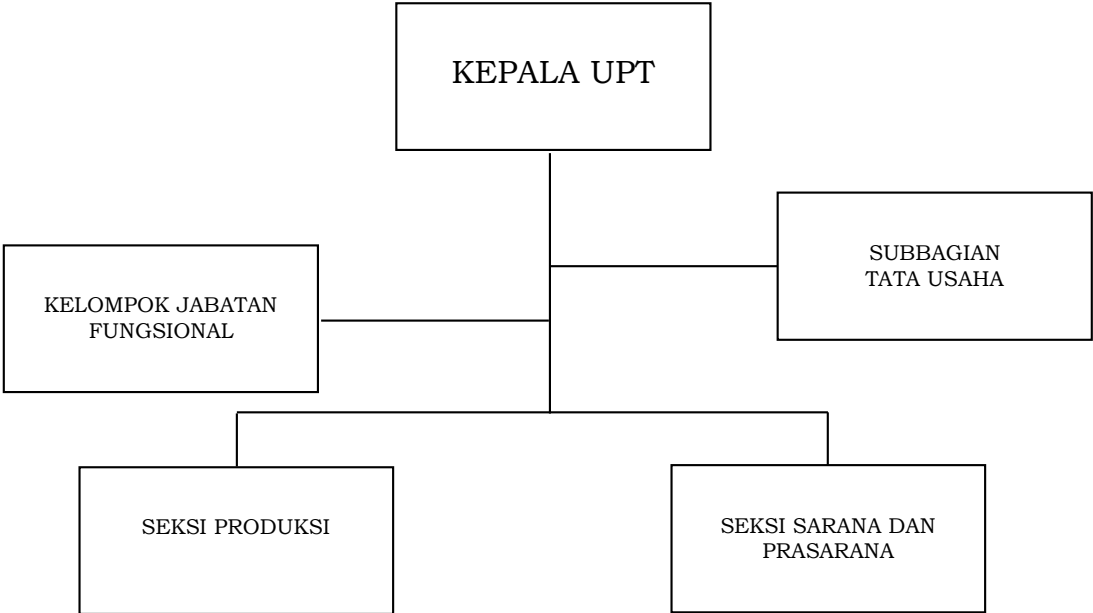 KEPALA UPT
SUBBAGIAN
TATA USAHA
KELOMPOK JABATAN
FUNGSIONAL
SEKSI PRODUKSI
SEKSI SARANA DAN
PRASARANA